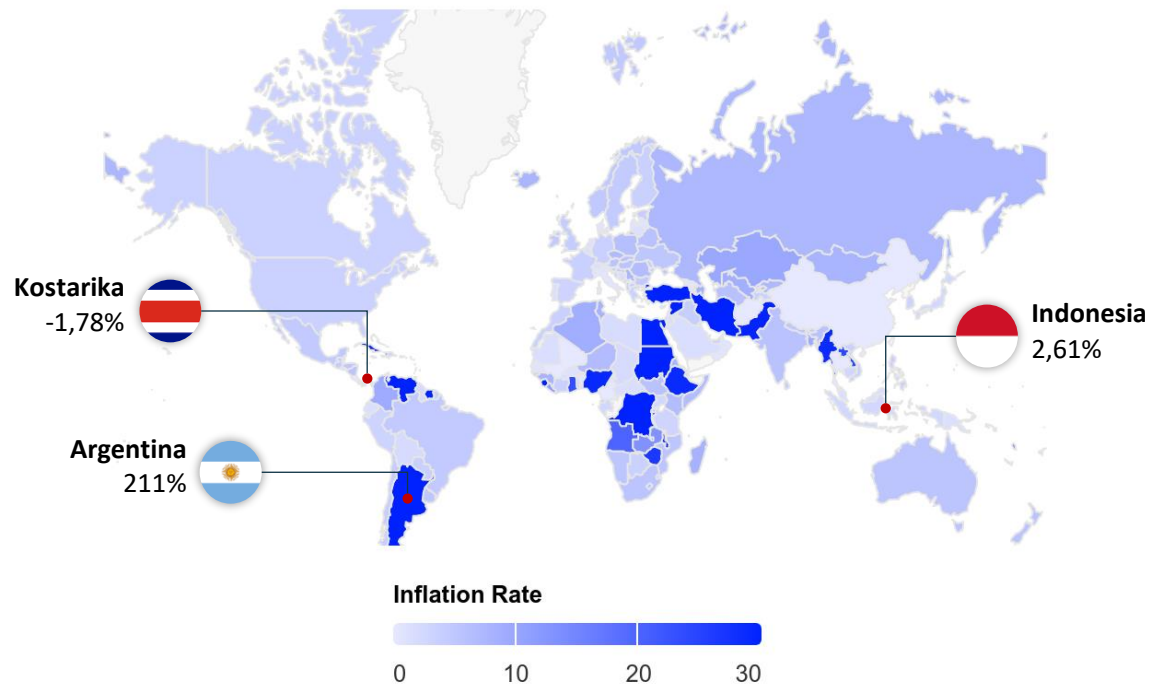 Kostarika
-1,78%
Indonesia
2,61%
Argentina
211%
Inflation Rate
0 10 20 30